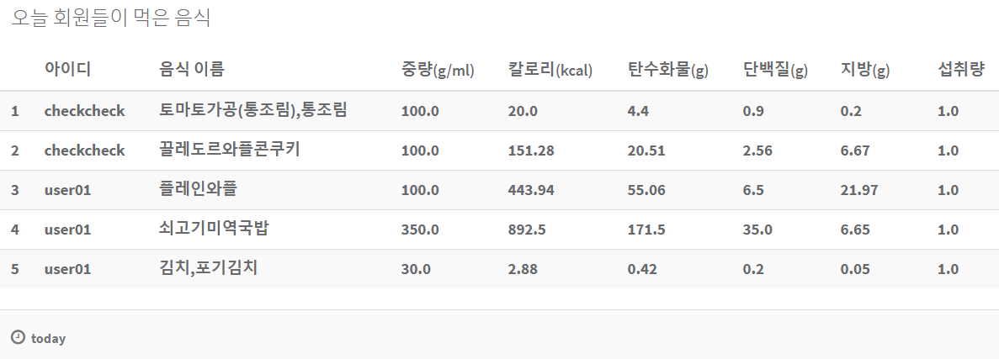 오늘 회원들이 먹은 음식
아이디 음식 이름 중량(g/ml) 칼로리(kcal) 탄수화물(g) 단백질(g) 지방(g) 섭취량
1 checkcheck 토마토가공(통조림),통조림 100.0 20.0 4.4 0.9 0.2 1.0
2 checkcheck 끌레도르와플콘쿠키 100.0 151.28 20.51 2.56 6.67 1.0
3 user01 플레인와플 100.0 443.94 55.06 6.5 21.97 1.0
4 user01 쇠고기미역국밥 350.0 892.5 171.5 35.0 6.65 1.0
5 user01 김치,포기김치 30.0 2.88 0.42 0.2 0.05 1.0
today